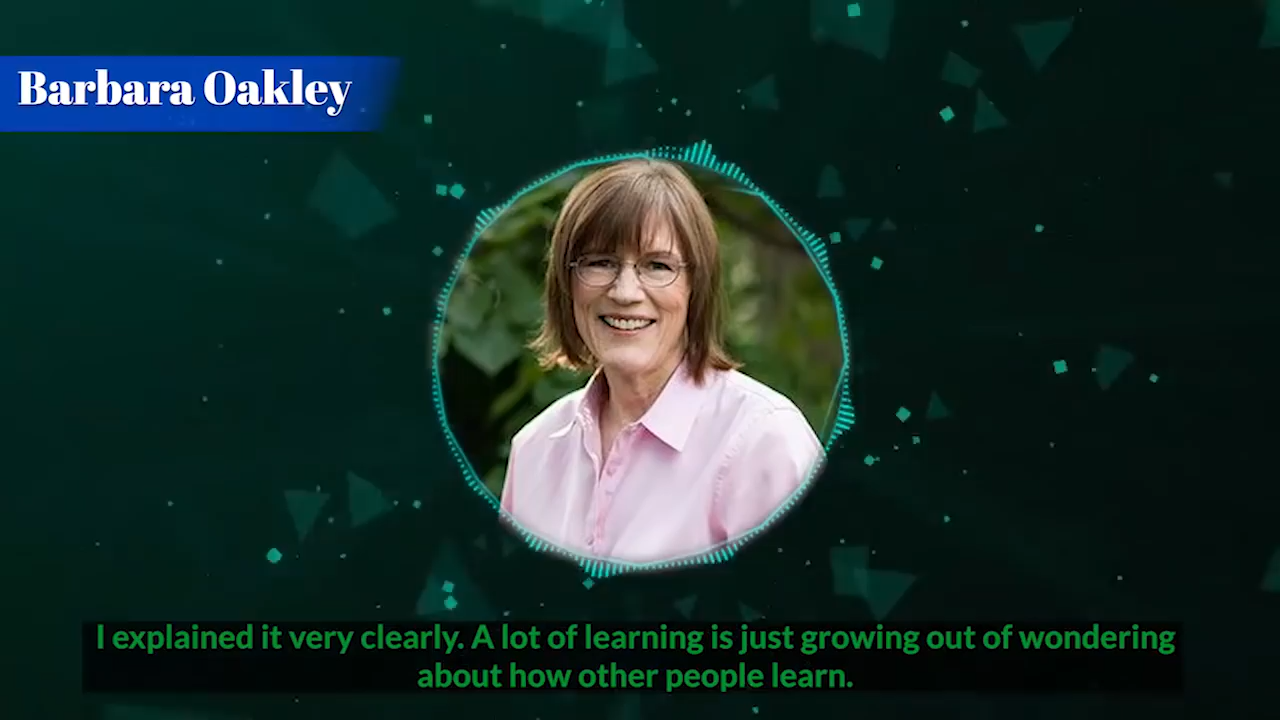 Barbara Oakley
I explained it very clearly. A lot of learning is just growing out of wondering
about how other people learn.